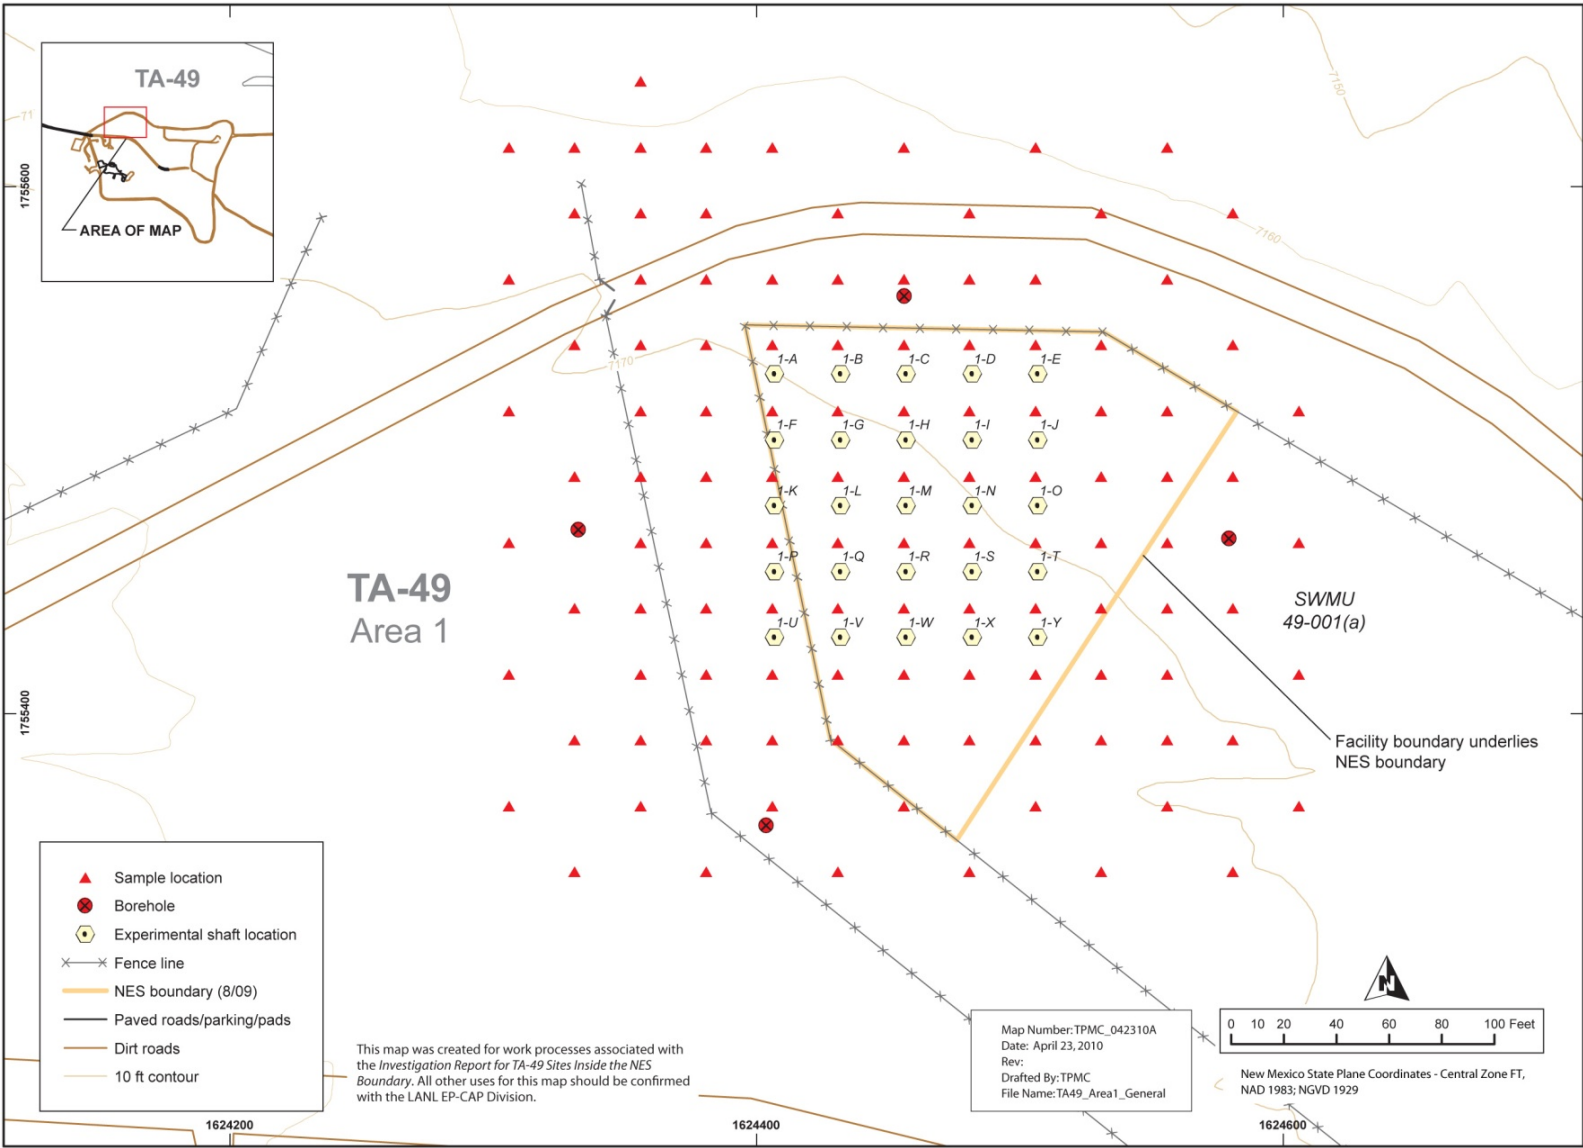 TA-49
AREA OF MAP
71
7150
7160
7170
1755600
1755400
1-A
1-B
1-C
1-D
1-E
1-F
1-G
1-H
1-I
1-J
1-K
1-L
1-M
1-N
1-O
1-P
1-Q
1-R
1-S
1-T
1-U
1-V
1-W
1-X
1-Y
TA-49
Area 1
SWMU
49-001(a)
Facility boundary underlies
NES boundary
Sample location
Borehole
Experimental shaft location
Fence line
NES boundary (8/09)
Paved roads/parking/pads
Dirt roads
10 ft contour
This map was created for work processes associated with
the Investigation Report for TA-49 Sites Inside the NES
Boundary. All other uses for this map should be confirmed
with the LANL EP-CAP Division.
Map Number: TPMC_042310A
Date: April 23, 2010
Rev:
Drafted By: TPMC
File Name: TA49_Area1_General
N
0 10 20 40 60 80 100 Feet
New Mexico State Plane Coordinates - Central Zone FT,
NAD 1983; NGVD 1929
1624200
1624400
1624600